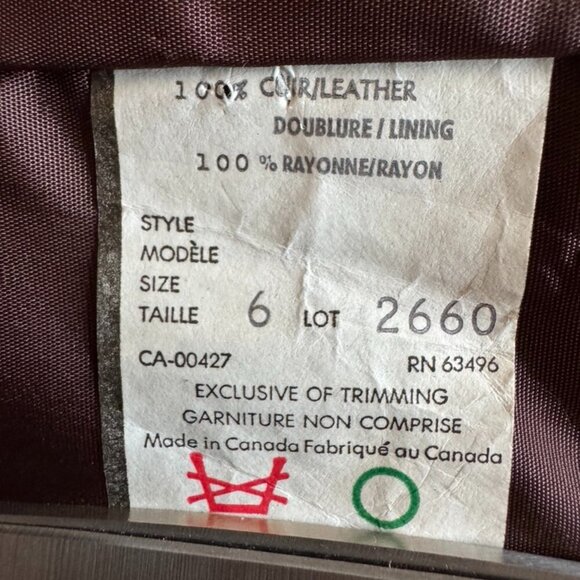 100% CUIR/LEATHER
DOUBLURE / LINING
100 % RAYONNE/RAYON
STYLE
MODÈLE
SIZE
TAILLE 6 LOT 2660
CA-00427 RN 63496
EXCLUSIVE OF TRIMMING
GARNITURE NON COMPRISE
Made in Canada Fabriqué au Canada